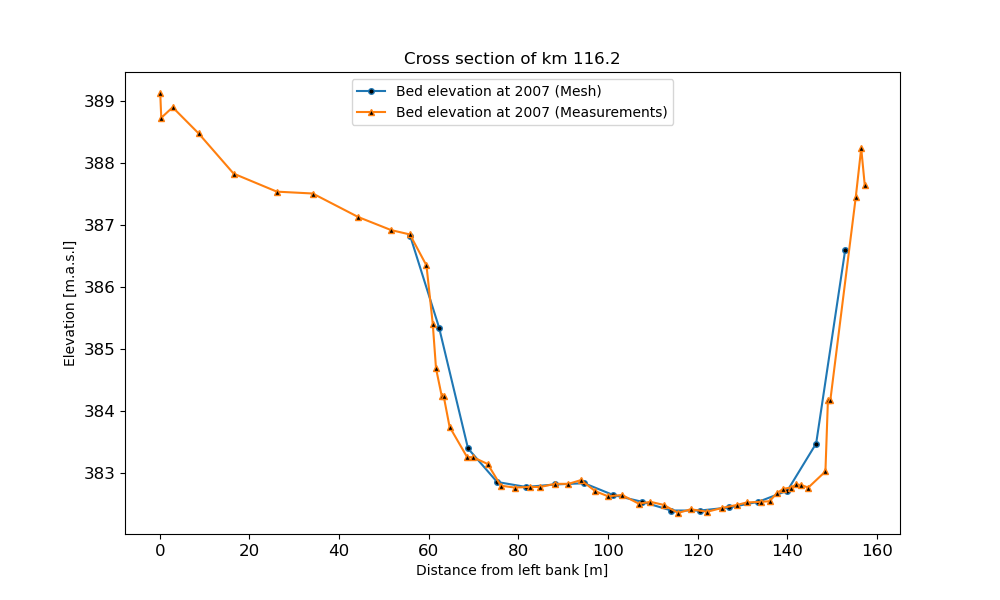 Cross section of km 116.2
Bed elevation at 2007 (Mesh)
Bed elevation at 2007 (Measurements)
389
388
387
386
385
384
383
Elevation [m.a.s.l]
0 20 40 60 80 100 120 140 160
Distance from left bank [m]